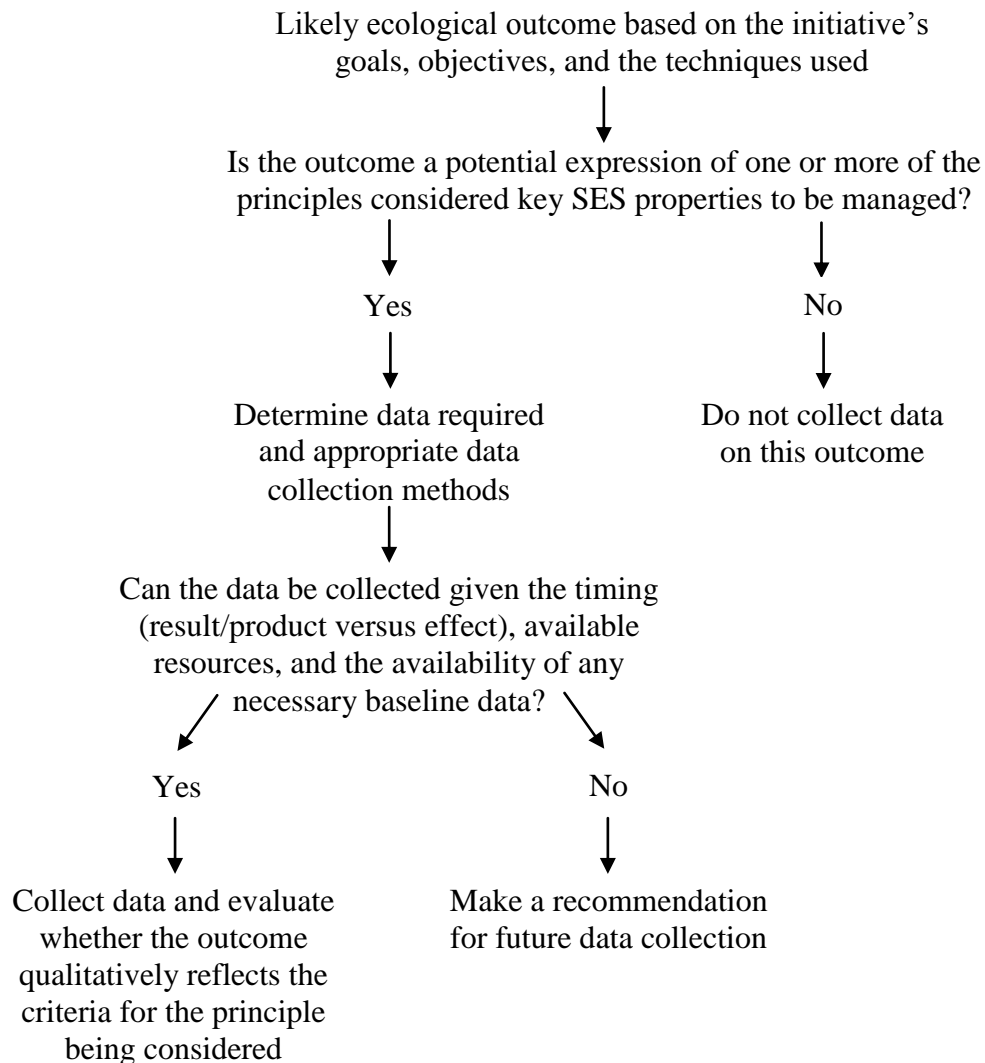 Likely ecological outcome based on the initiative’s
goals, objectives, and the techniques used
Is the outcome a potential expression of one or more of the
principles considered key SES properties to be managed?
Yes
No
Determine data required
and appropriate data
collection methods
Do not collect data
on this outcome
Can the data be collected given the timing
(result/product versus effect), available
resources, and the availability of any
necessary baseline data?
Yes
No
Collect data and evaluate
whether the outcome
qualitatively reflects the
criteria for the principle
being considered
Make a recommendation
for future data collection